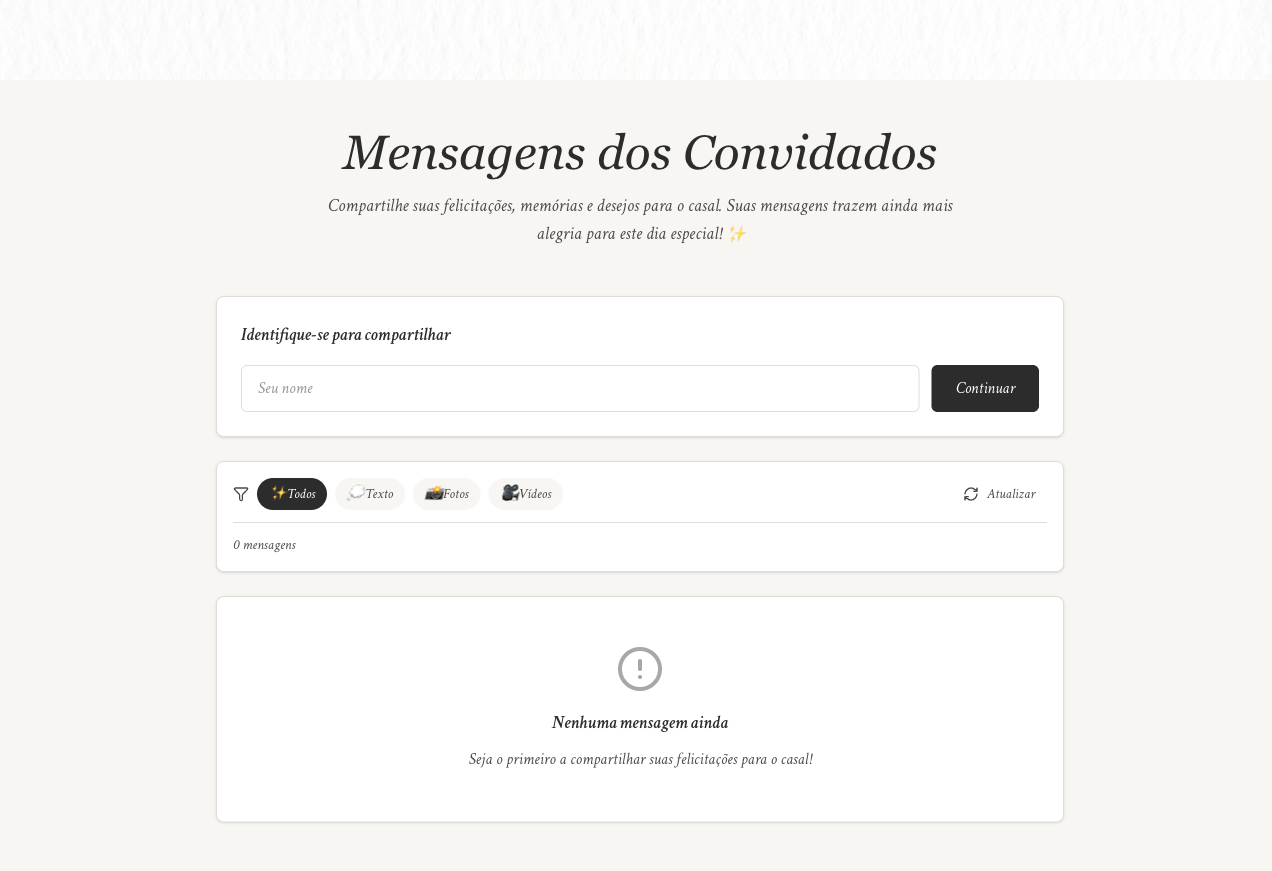 Mensagens dos Convidados
Compartilhe suas felicitações, memórias e desejos para o casal. Suas mensagens trazem ainda mais
alegria para este dia especial! ✨
Identifique-se para compartilhar
Seu nome
Continuar
✨Todos
💭Texto
📸Fotos
🎥Vídeos
Atualizar
0 mensagens
Nenhuma mensagem ainda
Seja o primeiro a compartilhar suas felicitações para o casal!